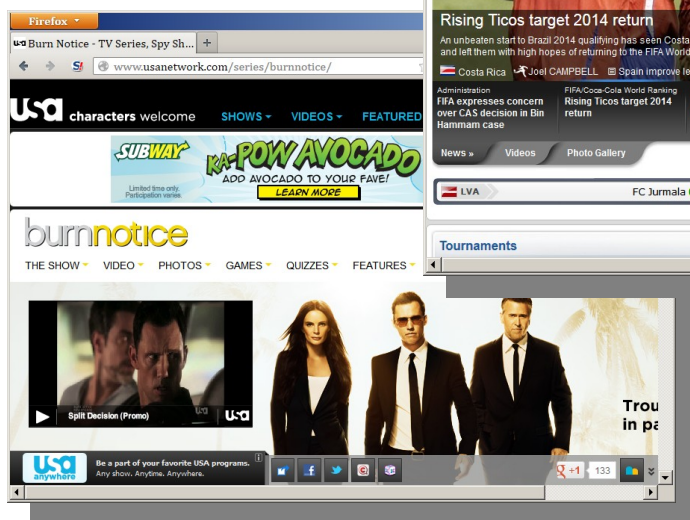 Firefox
usa Burn Notice - TV Series, Spy Sh...
www.usanetwork.com/series/burnnotice/
usa characters welcome SHOWS VIDEOS FEATURED
SUBWAY
KA-POW AVOCADO
ADD AVOCADO TO YOUR FAVE!
Limited time only.
Participation varies.
LEARN MORE
burnnotice
THE SHOW VIDEO PHOTOS GAMES QUIZZES FEATURES
Split Decision (Promo)
usa
usa
Trou
in pa
usa
anywhere
Be a part of your favorite USA programs.
Any show. Anytime. Anywhere.
+1 133
Rising Ticos target 2014 return
An unbeaten start to Brazil 2014 qualifying has seen Costa
and left them with high hopes of returning to the FIFA World
Costa Rica Joel CAMPBELL Spain improve le
Administration
FIFA expresses concern
over CAS decision in Bin
Hammam case
FIFA/Coca-Cola World Ranking
Rising Ticos target 2014
return
News » Videos Photo Gallery
LVA FC Jurmala
Tournaments